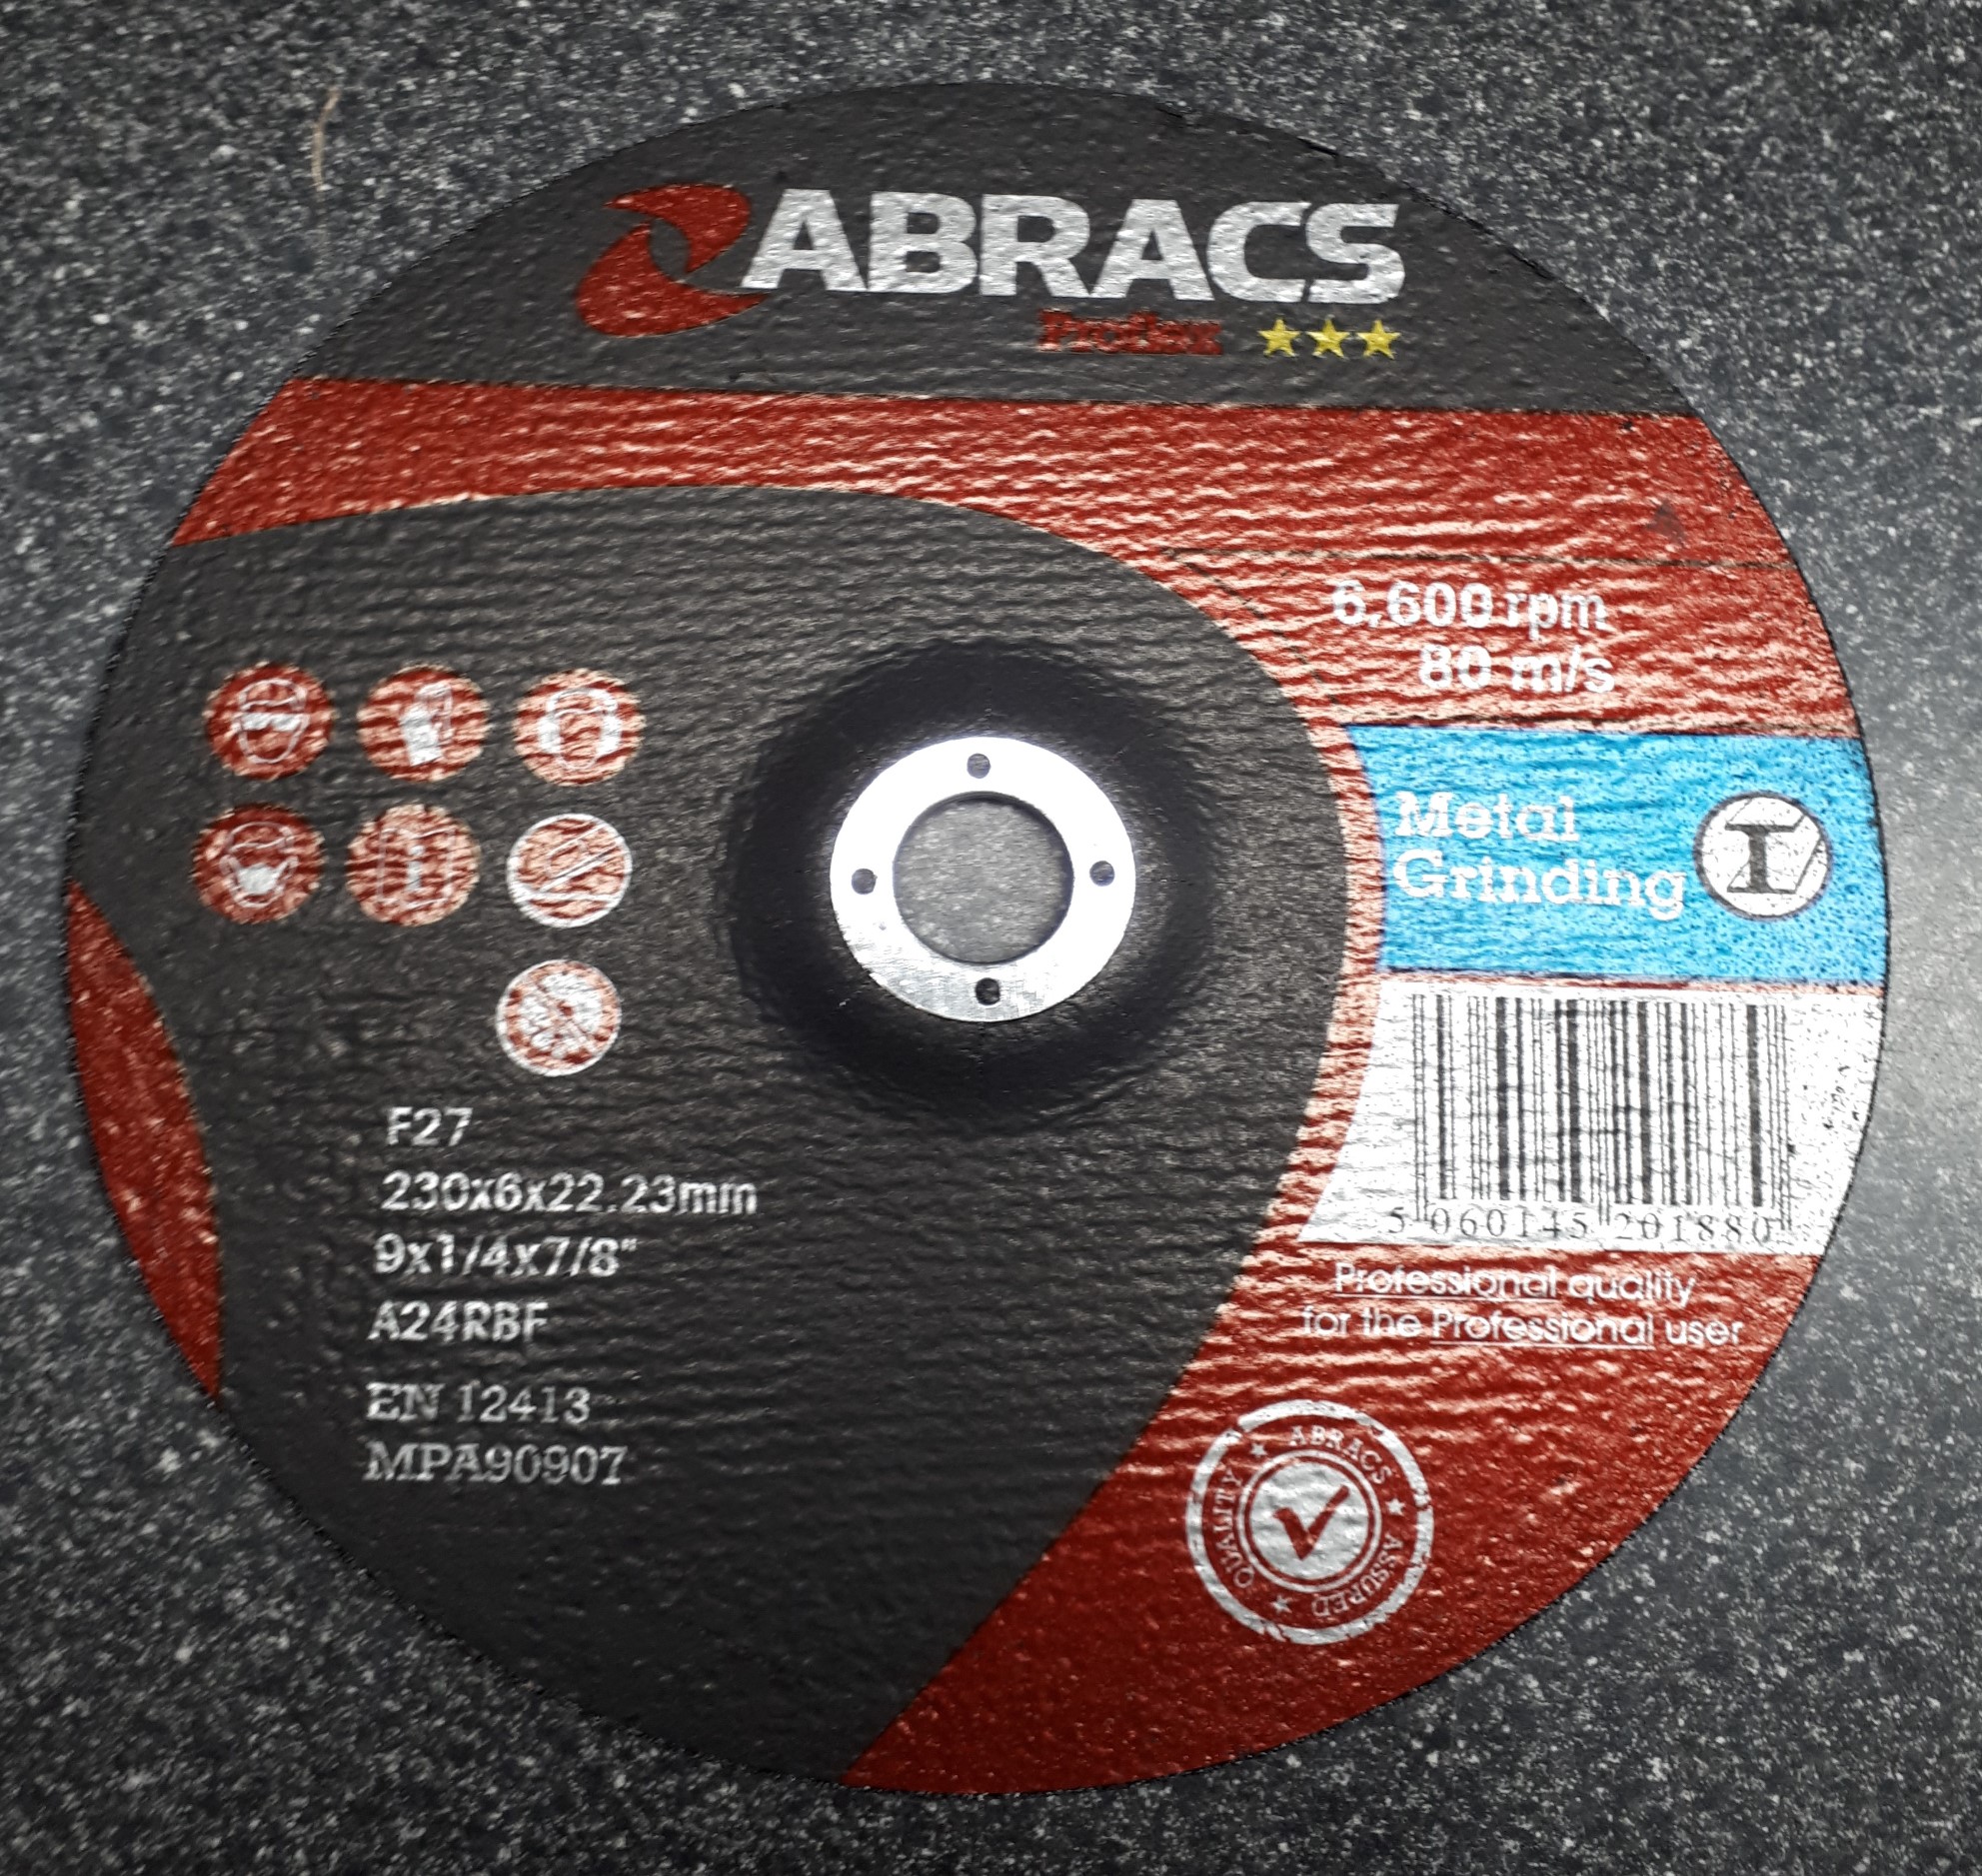 ABRACS
Proflex
6,600 rpm
80 m/s
Metal
Grinding
5 060145 201880
Professional quality
for the Professional user
F27
230x6x22.23mm
9x1/4x7/8"
A24RBF
EN 12413
MPA90907
ABRACS ★ ASSURED ★ QUALITY ★